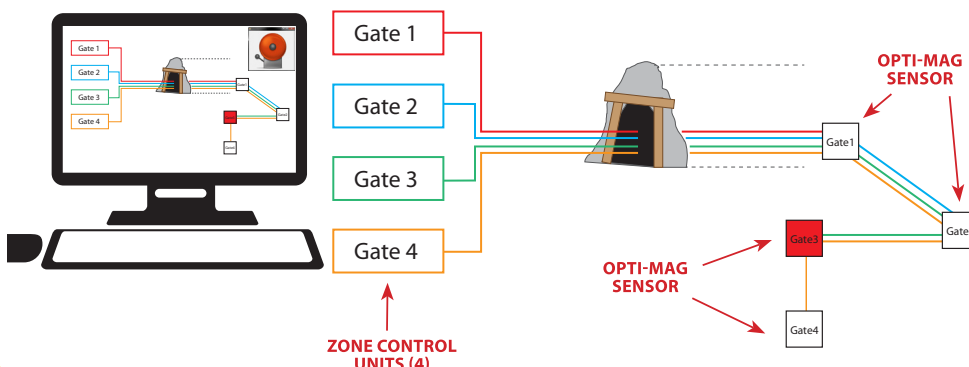 Gate 1
Gate 2
Gate 3
Gate 4
Gate 1
Gate 2
Gate 3
Gate 4
ZONE CONTROL
UNITS (4)
OPTI-MAG
SENSOR
Gate1
Gate
Gate3
Gate4
OPTI-MAG
SENSOR